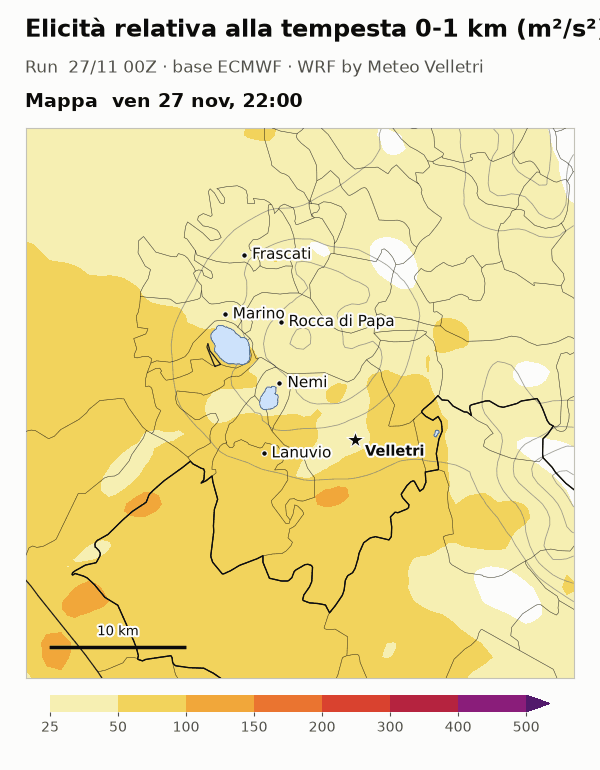 Elicità relativa alla tempesta 0-1 km (m²/s²)
Run  27/11 00Z · base ECMWF · WRF by Meteo Velletri
Mappa  ven 27 nov, 22:00
Frascati
Marino
Rocca di Papa
Nemi
Velletri
Lanuvio
10 km
25 50 100 150 200 300 400 500